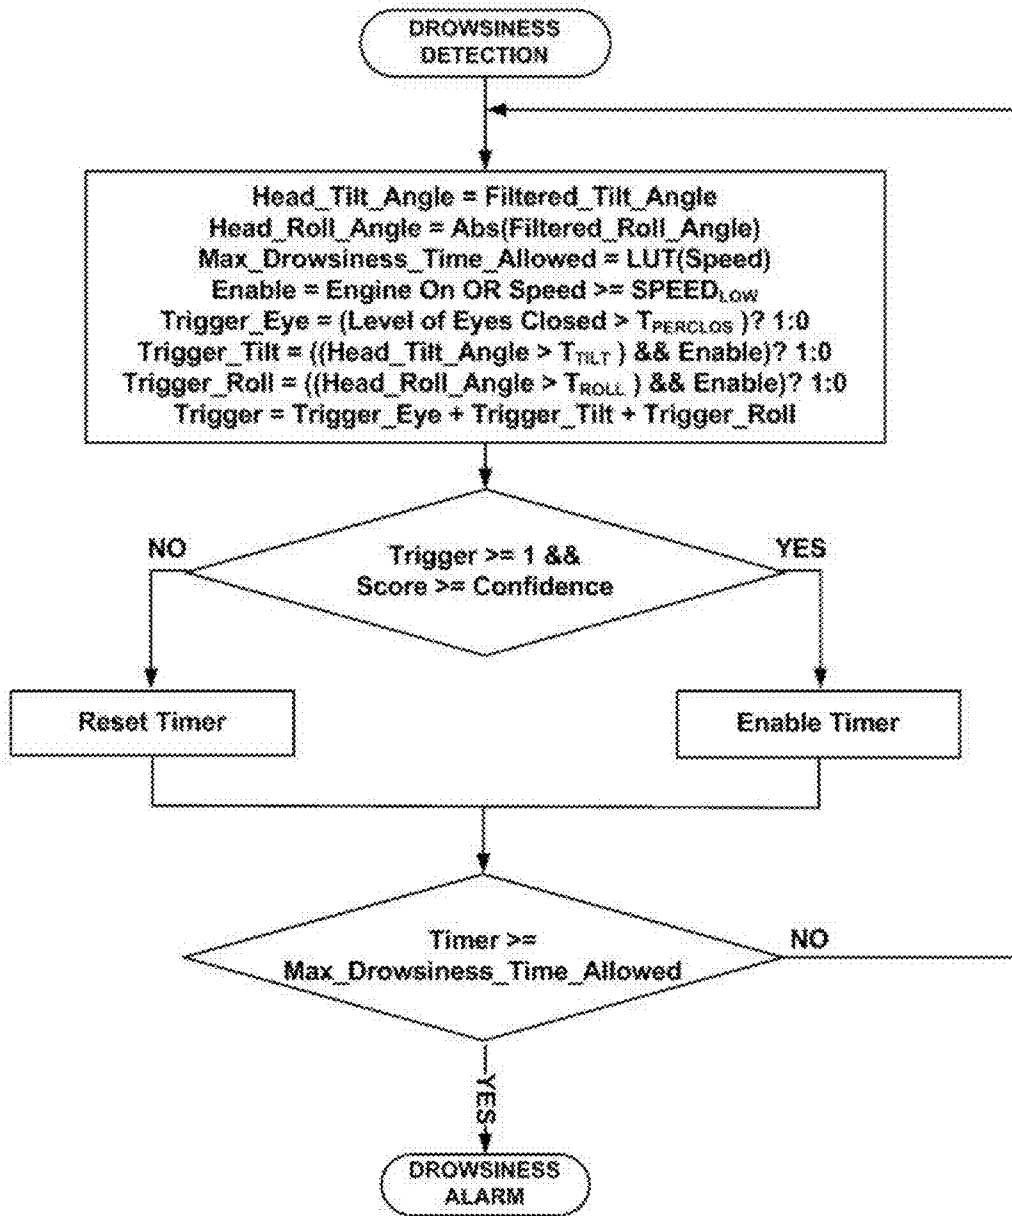 DROWSINESS
DETECTION
Head_Tilt_Angle = Filtered_Tilt_Angle
Head_Roll_Angle = Abs(Filtered_Roll_Angle)
Max_Drowsiness_Time_Allowed = LUT(Speed)
Enable = Engine On OR Speed >= SPEEDLOW
Trigger_Eye = (Level of Eyes Closed > TPERCLOS )? 1:0
Trigger_Tilt = ((Head_Tilt_Angle > TTILT ) && Enable)? 1:0
Trigger_Roll = ((Head_Roll_Angle > TROLL ) && Enable)? 1:0
Trigger = Trigger_Eye + Trigger_Tilt + Trigger_Roll
NO
YES
Trigger >= 1 &&
Score >= Confidence
Reset Timer
Enable Timer
Timer >=
Max_Drowsiness_Time_Allowed
NO
YES
DROWSINESS
ALARM